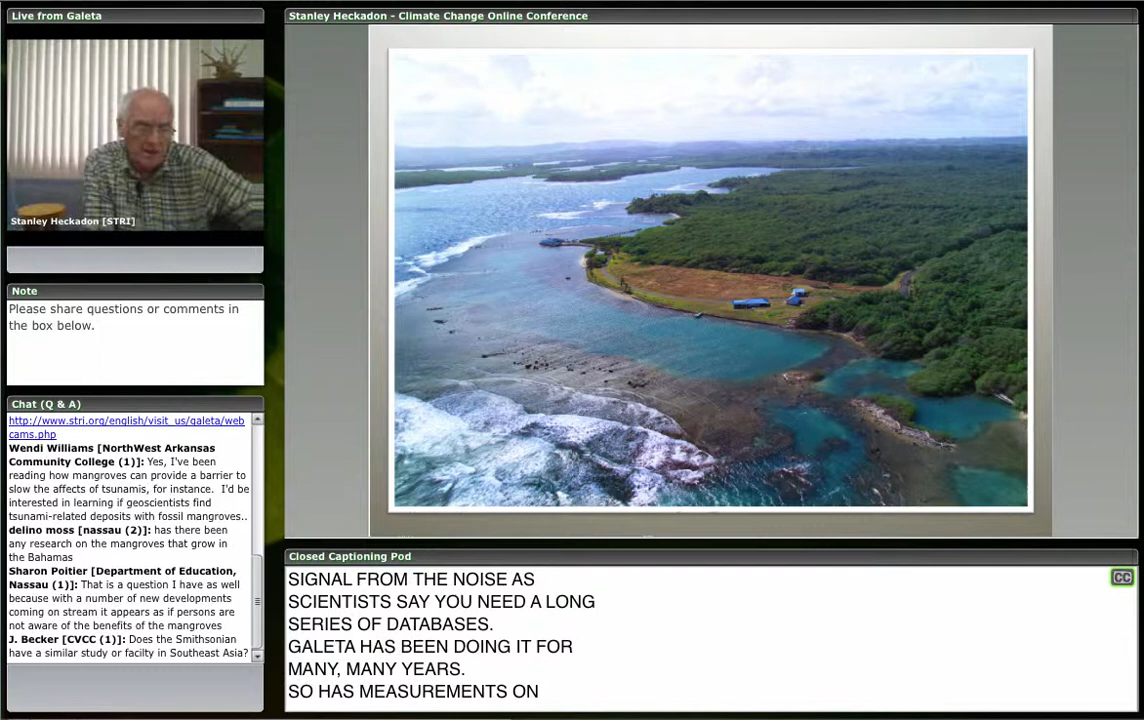 Live from Galeta
Stanley Heckadon [STRI]
Note
Please share questions or comments in
the box below.
Chat (Q & A)
http://www.stri.org/english/visit_us/galeta/web
cams.php
Wendi Williams [NorthWest Arkansas
Community College (1)]: Yes, I've been
reading how mangroves can provide a barrier to
slow the affects of tsunamis, for instance. I'd be
interested in learning if geoscientists find
tsunami-related deposits with fossil mangroves..
delino moss [nassau (2)]: has there been
any research on the mangroves that grow in
the Bahamas
Sharon Poitier [Department of Education,
Nassau (1)]: That is a question I have as well
because with a number of new developments
coming on stream it appears as if persons are
not aware of the benefits of the mangroves
J. Becker [CVCC (1)]: Does the Smithsonian
have a similar study or facilty in Southeast Asia?
Stanley Heckadon - Climate Change Online Conference
Closed Captioning Pod
CC
SIGNAL FROM THE NOISE AS
SCIENTISTS SAY YOU NEED A LONG
SERIES OF DATABASES.
GALETA HAS BEEN DOING IT FOR
MANY, MANY YEARS.
SO HAS MEASUREMENTS ON